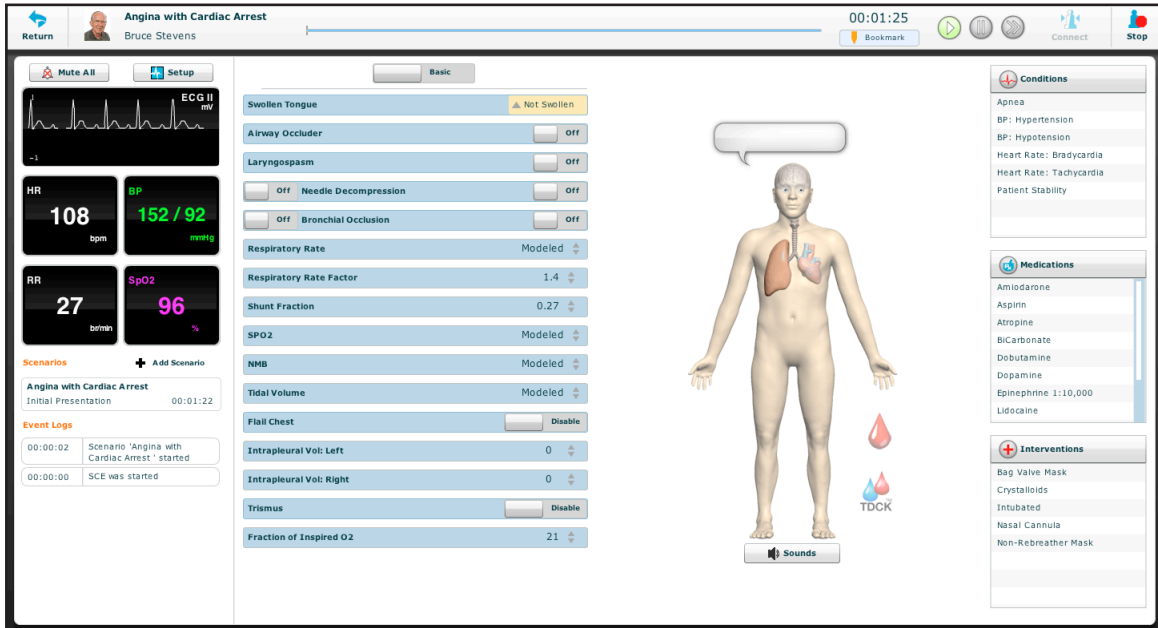 Return
Angina with Cardiac Arrest
Bruce Stevens
00:01:25
Bookmark
Connect
Stop
Mute All
Setup
ECG II
mV
1
-1
HR
108
bpm
BP
152 / 92
mmHg
RR
27
br/min
SpO2
96
%
Scenarios
Add Scenario
Angina with Cardiac Arrest
Initial Presentation 00:01:22
Event Logs
00:00:02 Scenario 'Angina with
Cardiac Arrest ' started
00:00:00 SCE was started
Basic
Swollen Tongue Not Swollen
Airway Occluder Off
Laryngospasm Off
Off Needle Decompression Off
Off Bronchial Occlusion Off
Respiratory Rate Modeled
Respiratory Rate Factor 1.4
Shunt Fraction 0.27
SPO2 Modeled
NMB Modeled
Tidal Volume Modeled
Flail Chest Disable
Intrapleural Vol: Left 0
Intrapleural Vol: Right 0
Trismus Disable
Fraction of Inspired O2 21
TDCK
Sounds
Conditions
Apnea
BP: Hypertension
BP: Hypotension
Heart Rate: Bradycardia
Heart Rate: Tachycardia
Patient Stability
Medications
Amiodarone
Aspirin
Atropine
BiCarbonate
Dobutamine
Dopamine
Epinephrine 1:10,000
Lidocaine
Interventions
Bag Valve Mask
Crystalloids
Intubated
Nasal Cannula
Non-Rebreather Mask